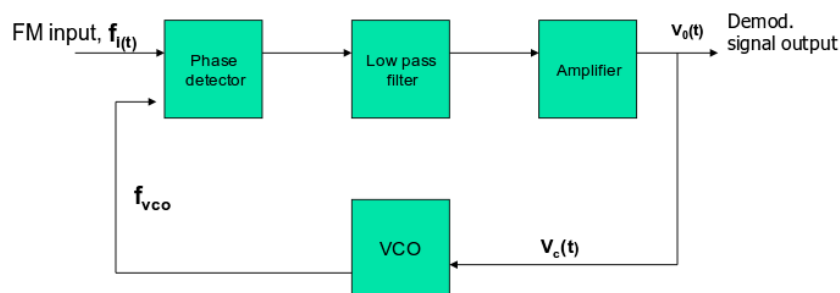 FM input, fi(t)
Phase
detector
Low pass
filter
Amplifier
v0(t)
Demod.
signal output
fvco
VCO
Vc(t)